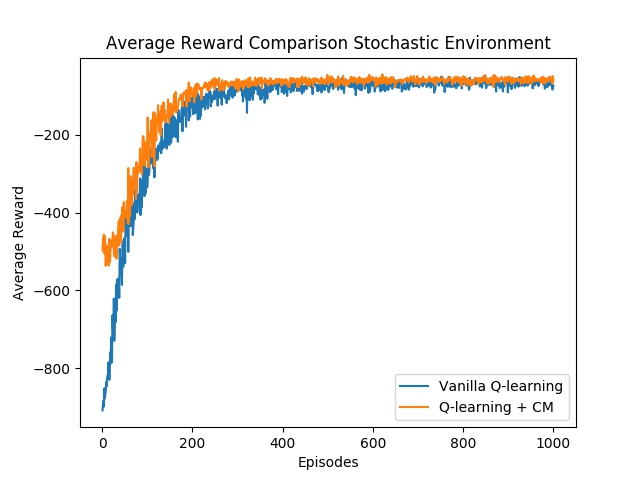 Average Reward Comparison Stochastic Environment
Average Reward
−200
−400
−600
−800
0 200 400 600 800 1000
Episodes
Vanilla Q-learning
Q-learning + CM